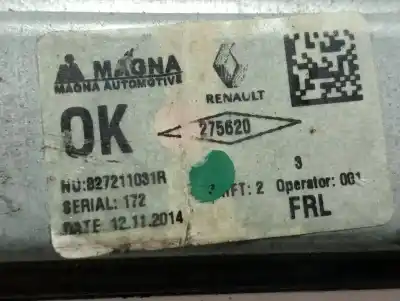 MAGNA
MAGNA AUTOMOTIVE
RENAULT
OK
275620
3
NO:827211031R
SHIFT: 2 Operator: 001
SERIAL: 172
FRL
DATE 12.11.2014